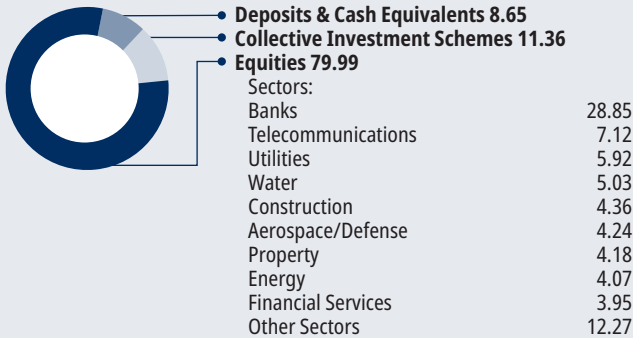 Deposits & Cash Equivalents 8.65
Collective Investment Schemes 11.36
Equities 79.99
Sectors:
Banks 28.85
Telecommunications 7.12
Utilities 5.92
Water 5.03
Construction 4.36
Aerospace/Defense 4.24
Property 4.18
Energy 4.07
Financial Services 3.95
Other Sectors 12.27